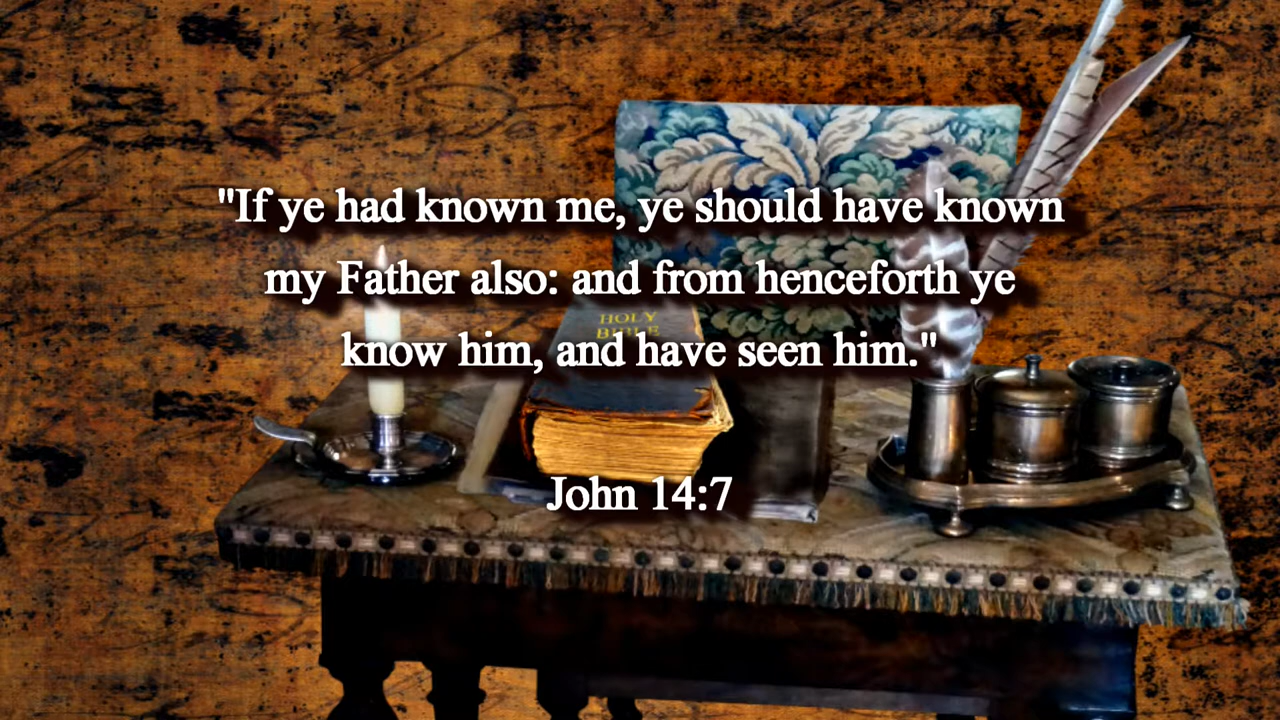 "If ye had known me, ye should have known
my Father also: and from henceforth ye
HOLY
BIBLE
know him, and have seen him."
John 14:7